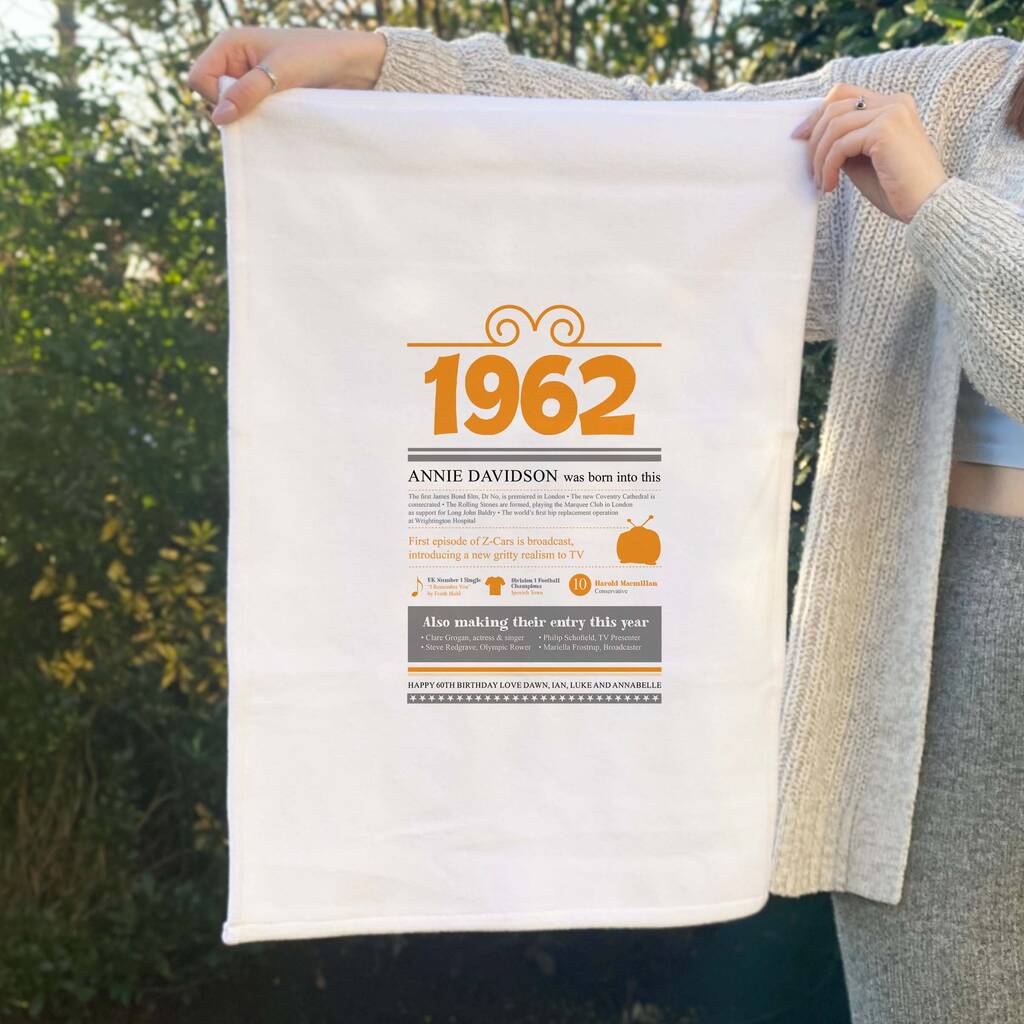 1962
ANNIE DAVIDSON was born into this
The first James Bond film, Dr No, is premiered in London • The new Coventry Cathedral is
consecrated • The Rolling Stones are formed, playing the Marquee Club in London
as support for Long John Baldry • The world's first hip replacement operation
at Wrightington Hospital
First episode of Z-Cars is broadcast,
introducing a new gritty realism to TV
UK Number 1 Single
"I Remember You"
by Frank Ifield
Division 1 Football
Champions
Ipswich Town
10
Harold Macmillan
Conservative
Also making their entry this year
• Clare Grogan, actress & singer
• Steve Redgrave, Olympic Rower
• Philip Schofield, TV Presenter
• Mariella Frostrup, Broadcaster
HAPPY 60TH BIRTHDAY LOVE DAWN, IAN, LUKE AND ANNABELLE